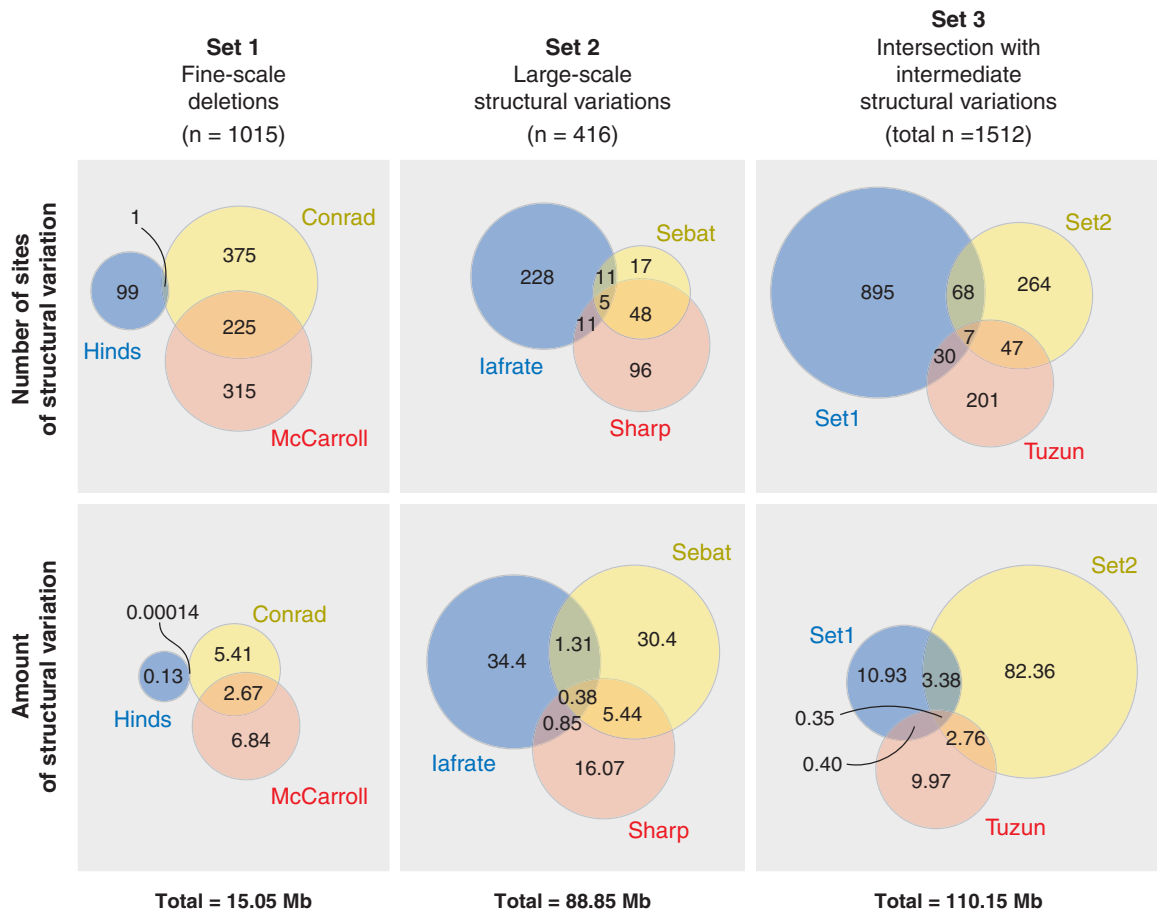 Set 1
Fine-scale
deletions
(n = 1015)
Set 2
Large-scale
structural variations
(n = 416)
Set 3
Intersection with
intermediate
structural variations
(total n =1512)
Number of sites
of structural variation
1
Conrad
375
99
225
Hinds
315
McCarroll
Sebat
228
11
17
5
11
48
Iafrate
96
Sharp
Set2
895
68
264
7
30
47
201
Set1
Tuzun
Amount
of structural variation
0.00014
Conrad
5.41
0.13
2.67
Hinds
6.84
McCarroll
Sebat
1.31
30.4
34.4
0.38
0.85
5.44
Iafrate
16.07
Sharp
Set2
Set1
10.93
3.38
82.36
0.35
2.76
0.40
9.97
Tuzun
Total = 15.05 Mb
Total = 88.85 Mb
Total = 110.15 Mb